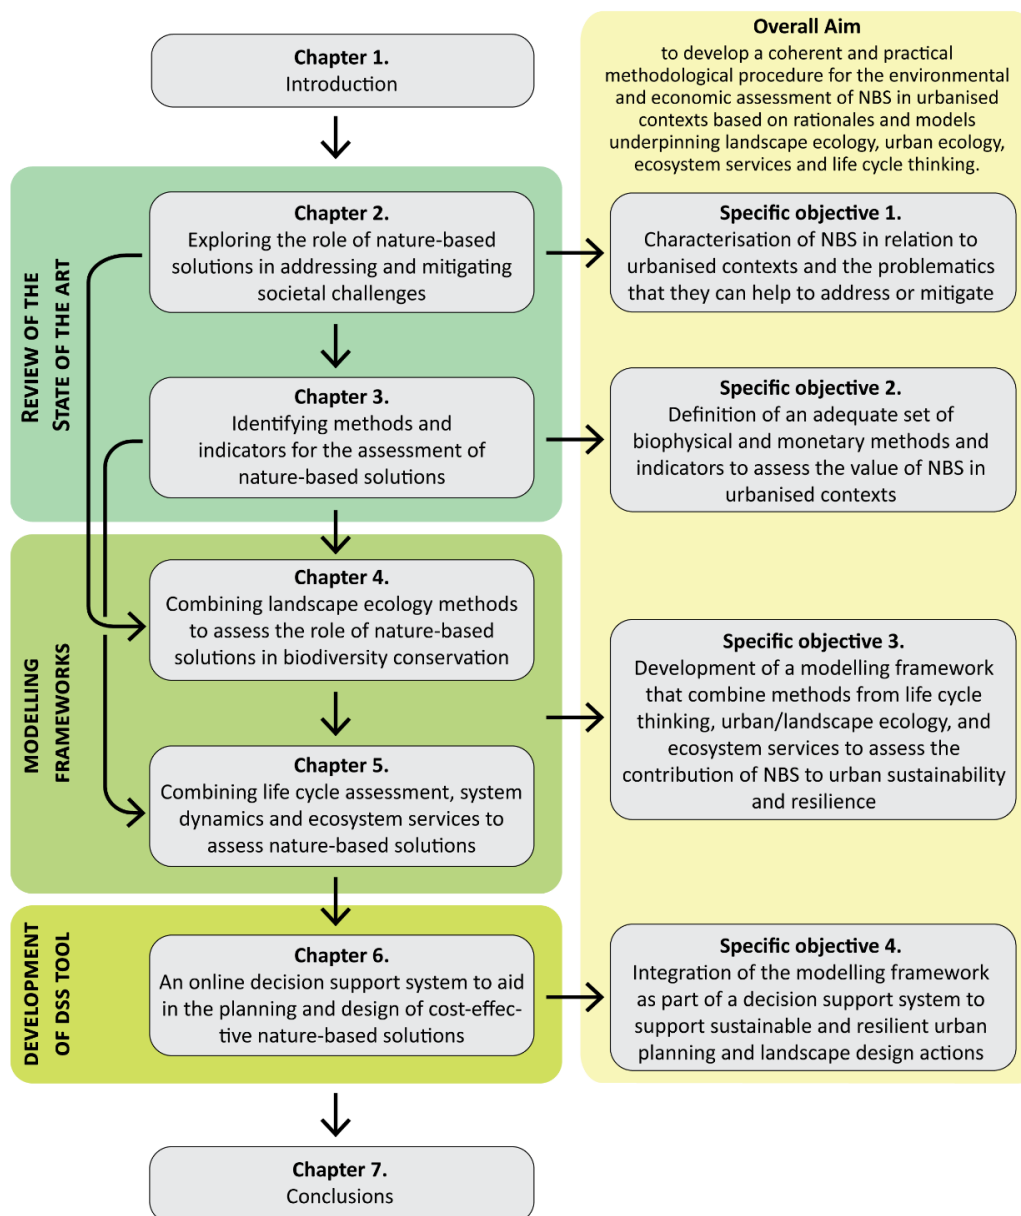 Chapter 1.
Introduction
Overall Aim
to develop a coherent and practical
methodological procedure for the environmental
and economic assessment of NBS in urbanised
contexts based on rationales and models
underpinning landscape ecology, urban ecology,
ecosystem services and life cycle thinking.
REVIEW OF THE
STATE OF THE ART
Chapter 2.
Exploring the role of nature-based
solutions in addressing and mitigating
societal challenges
Specific objective 1.
Characterisation of NBS in relation to
urbanised contexts and the problematics
that they can help to address or mitigate
Chapter 3.
Identifying methods and
indicators for the assessment of
nature-based solutions
Specific objective 2.
Definition of an adequate set of
biophysical and monetary methods and
indicators to assess the value of NBS in
urbanised contexts
MODELLING
FRAMEWORKS
Chapter 4.
Combining landscape ecology methods
to assess the role of nature-based
solutions in biodiversity conservation
Chapter 5.
Combining life cycle assessment, system
dynamics and ecosystem services to
assess nature-based solutions
Specific objective 3.
Development of a modelling framework
that combine methods from life cycle
thinking, urban/landscape ecology, and
ecosystem services to assess the
contribution of NBS to urban sustainability
and resilience
DEVELOPMENT
OF DSS TOOL
Chapter 6.
An online decision support system to aid
in the planning and design of cost-effec-
tive nature-based solutions
Specific objective 4.
Integration of the modelling framework
as part of a decision support system to
support sustainable and resilient urban
planning and landscape design actions
Chapter 7.
Conclusions